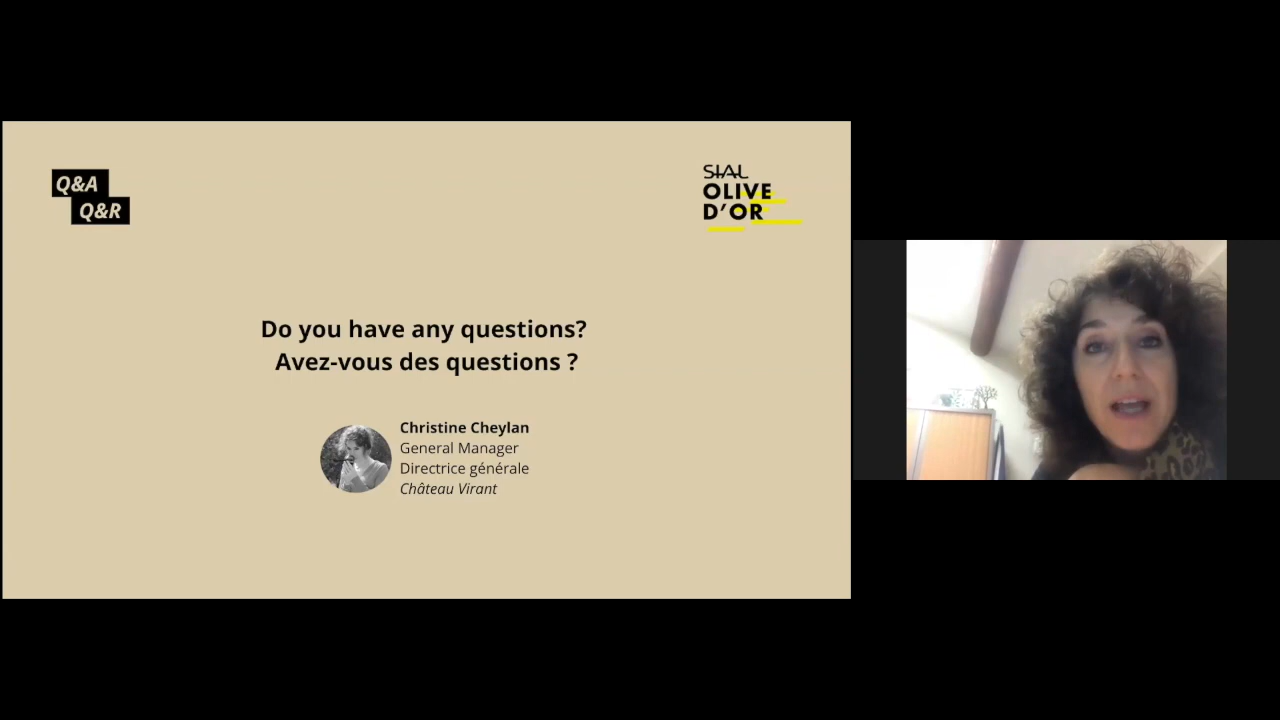 Q&A
Q&R
SIAL
OLIVE
D'OR
Do you have any questions?
Avez-vous des questions ?
Christine Cheylan
General Manager
Directrice générale
Château Virant